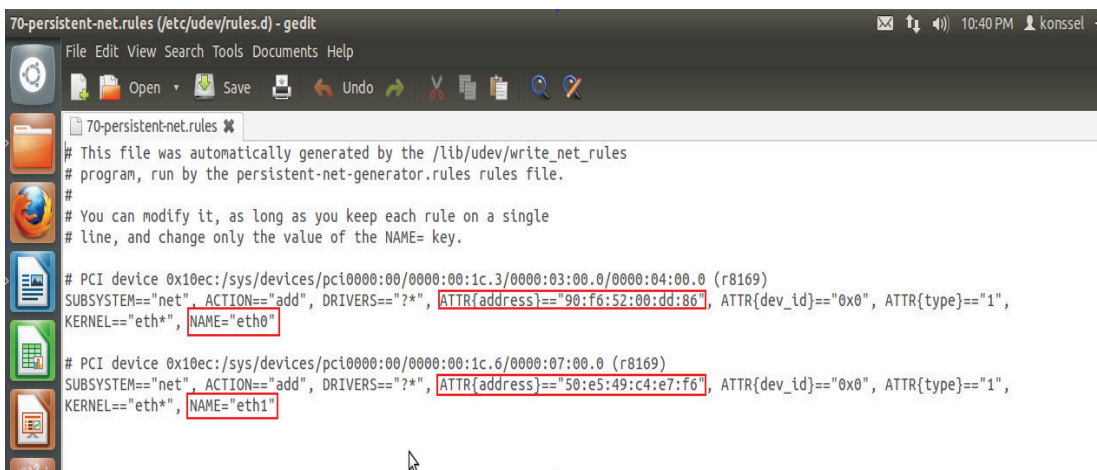 70-persistent-net.rules (/etc/udev/rules.d) - gedit
10:40 PM konssel
File Edit View Search Tools Documents Help
Open Save Undo
70-persistent-net.rules
# This file was automatically generated by the /lib/udev/write_net_rules
# program, run by the persistent-net-generator.rules rules file.
#
# You can modify it, as long as you keep each rule on a single
# line, and change only the value of the NAME= key.
# PCI device 0x10ec:/sys/devices/pci0000:00/0000:00:1c.3/0000:03:00.0/0000:04:00.0 (r8169)
SUBSYSTEM=="net", ACTION=="add", DRIVERS=="?*", ATTR{address}=="90:f6:52:00:dd:86", ATTR{dev_id}=="0x0", ATTR{type}=="1",
KERNEL=="eth*", NAME="eth0"
# PCI device 0x10ec:/sys/devices/pci0000:00/0000:00:1c.6/0000:07:00.0 (r8169)
SUBSYSTEM=="net", ACTION=="add", DRIVERS=="?*", ATTR{address}=="50:e5:49:c4:e7:f6", ATTR{dev_id}=="0x0", ATTR{type}=="1",
KERNEL=="eth*", NAME="eth1"